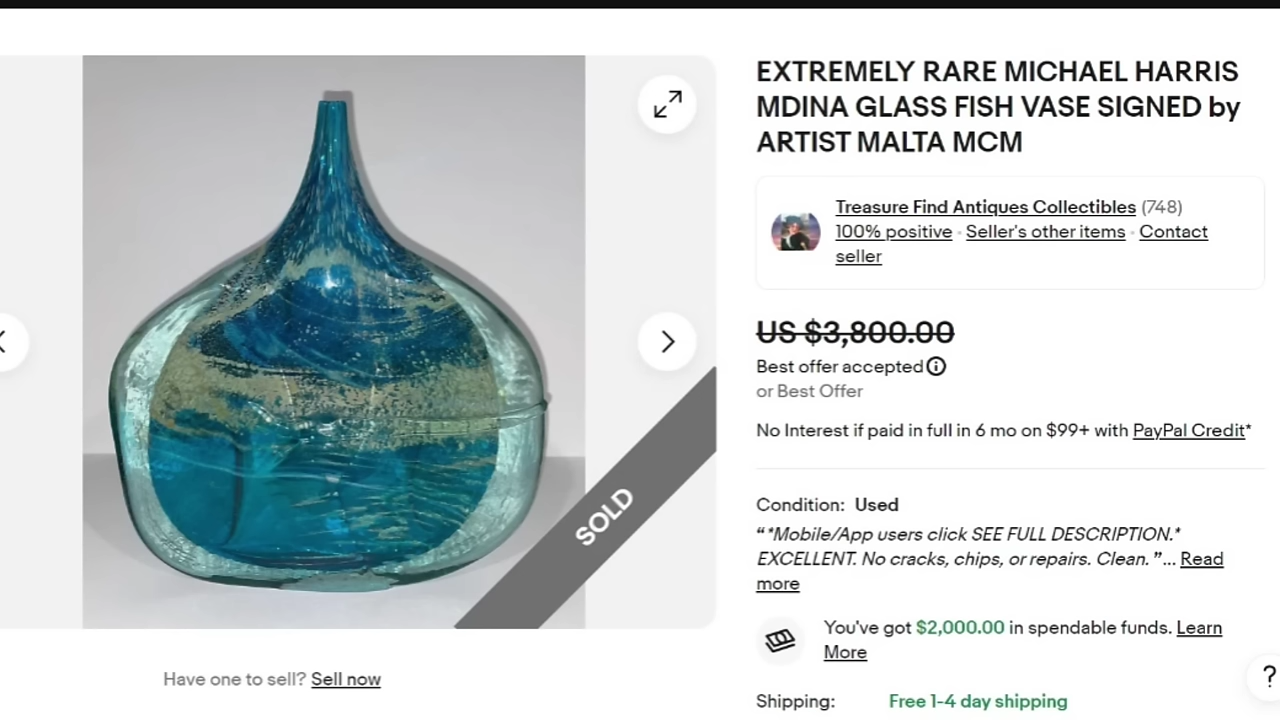 EXTREMELY RARE MICHAEL HARRIS
MDINA GLASS FISH VASE SIGNED by
ARTIST MALTA MCM
Treasure Find Antiques Collectibles (748)
100% positive · Seller's other items · Contact
seller
US $3,800.00
Best offer accepted
or Best Offer
No Interest if paid in full in 6 mo on $99+ with PayPal Credit*
Condition: Used
“*Mobile/App users click SEE FULL DESCRIPTION.*
EXCELLENT. No cracks, chips, or repairs. Clean. ”... Read
more
You've got $2,000.00 in spendable funds. Learn
More
Shipping: Free 1-4 day shipping
SOLD
Have one to sell? Sell now
?